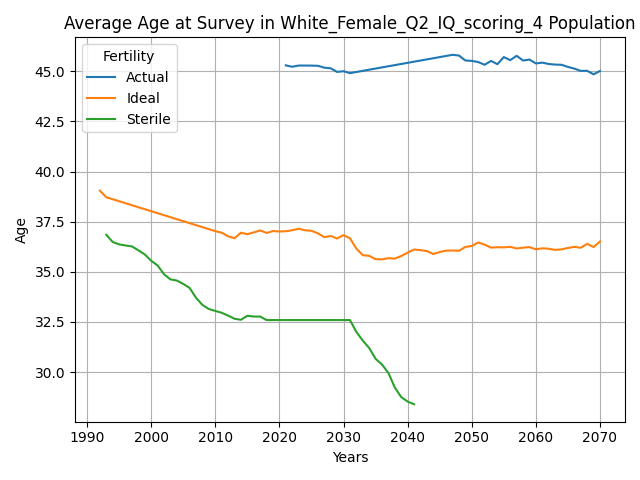 Average Age at Survey in White_Female_Q2_IQ_scoring_4 Population
Fertility
Actual
Ideal
Sterile
Age
45.0
42.5
40.0
37.5
35.0
32.5
30.0
1990 2000 2010 2020 2030 2040 2050 2060 2070
Years